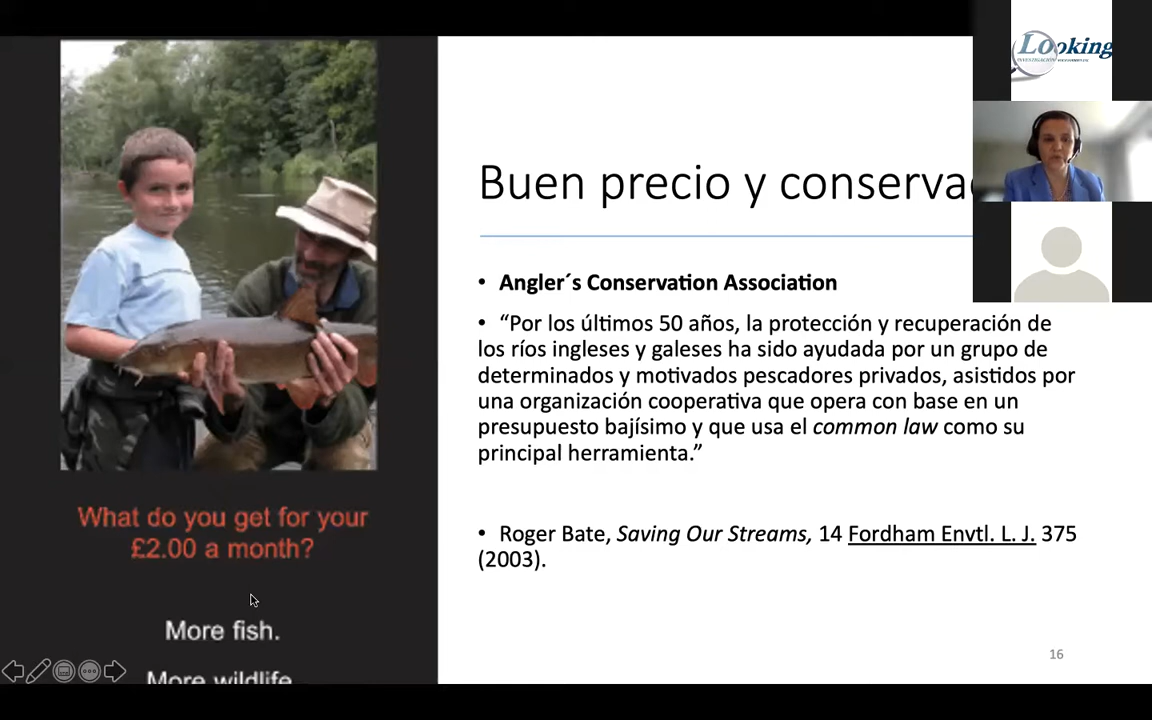 Looking
Buen precio y conserva
• Angler´s Conservation Association
• “Por los últimos 50 años, la protección y recuperación de
los ríos ingleses y galeses ha sido ayudada por un grupo de
determinados y motivados pescadores privados, asistidos por
una organización cooperativa que opera con base en un
presupuesto bajísimo y que usa el common law como su
principal herramienta.”
• Roger Bate, Saving Our Streams, 14 Fordham Envtl. L. J. 375
(2003).
What do you get for your
£2.00 a month?
More fish.
More wildlife
16